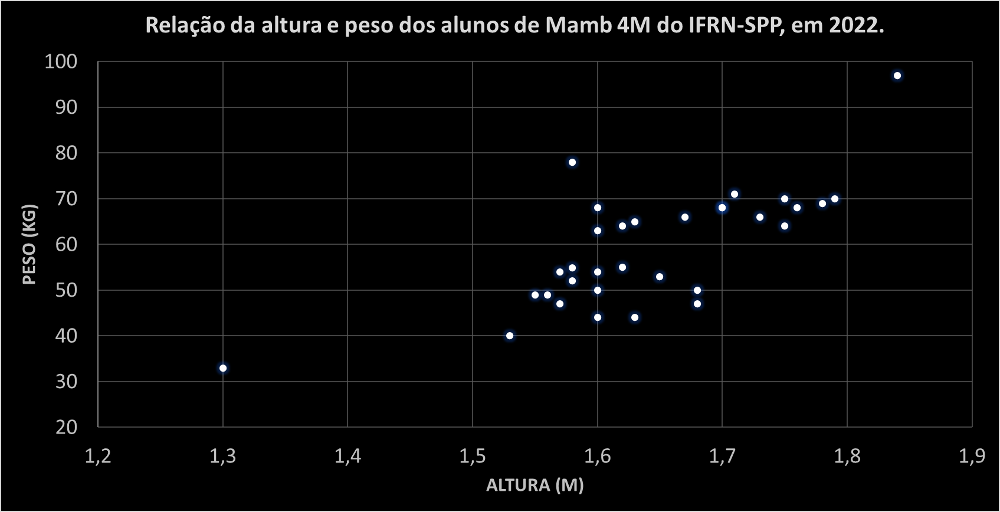 Relação da altura e peso dos alunos de Mamb 4M do IFRN-SPP, em 2022.
100
90
80
70
60
50
40
30
20
PESO (KG)
1,2 1,3 1,4 1,5 1,6 1,7 1,8 1,9
ALTURA (M)